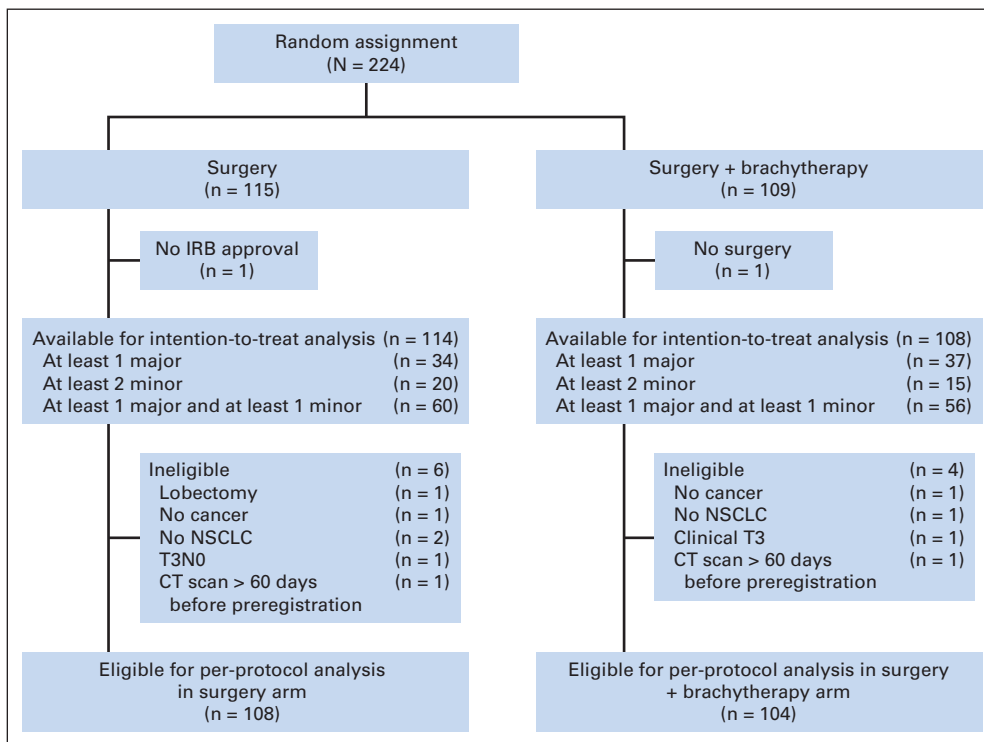 Random assignment
(N = 224)
Surgery
(n = 115)
No IRB approval
(n = 1)
Available for intention-to-treat analysis (n = 114)
At least 1 major (n = 34)
At least 2 minor (n = 20)
At least 1 major and at least 1 minor (n = 60)
Ineligible (n = 6)
Lobectomy (n = 1)
No cancer (n = 1)
No NSCLC (n = 2)
T3N0 (n = 1)
CT scan > 60 days (n = 1)
before preregistration
Eligible for per-protocol analysis
in surgery arm
(n = 108)
Surgery + brachytherapy
(n = 109)
No surgery
(n = 1)
Available for intention-to-treat analysis (n = 108)
At least 1 major (n = 37)
At least 2 minor (n = 15)
At least 1 major and at least 1 minor (n = 56)
Ineligible (n = 4)
No cancer (n = 1)
No NSCLC (n = 1)
Clinical T3 (n = 1)
CT scan > 60 days (n = 1)
before preregistration
Eligible for per-protocol analysis in surgery
+ brachytherapy arm
(n = 104)